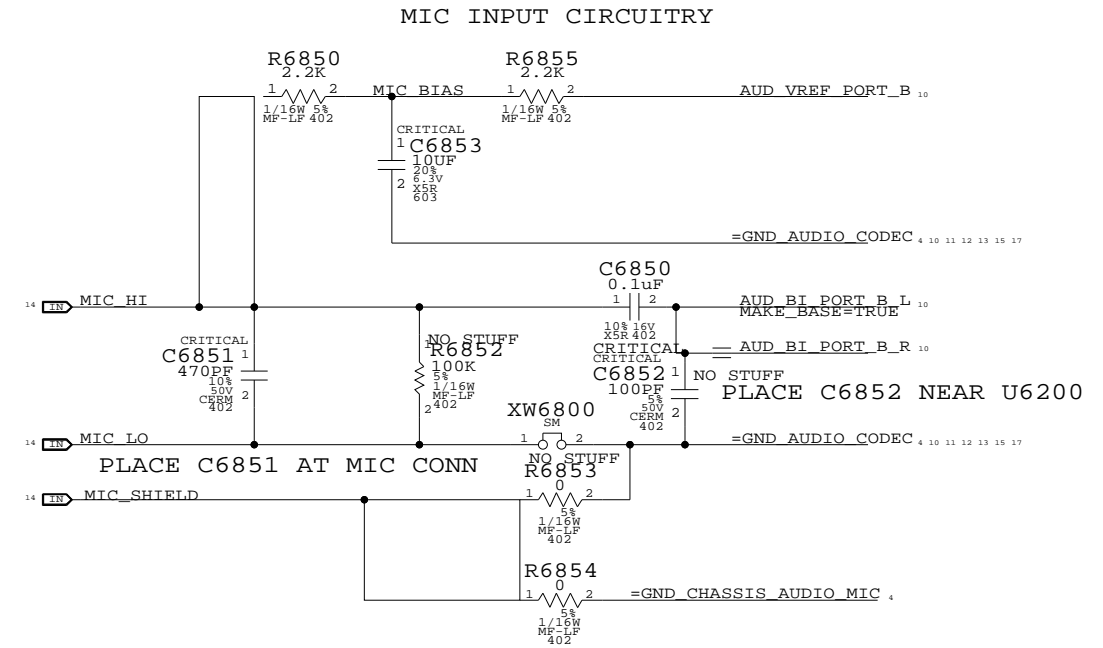 MIC INPUT CIRCUITRY
R6850
2.2K
1 2
1/16W 5%
MF-LF 402
MIC_BIAS
R6855
2.2K
1 2
1/16W 5%
MF-LF 402
AUD_VREF_PORT_B 10
CRITICAL
1 C6853
10UF
20%
2 6.3V
X5R
603
=GND_AUDIO_CODEC 4 10 11 12 13 15 17
14 IN MIC_HI
C6850
0.1uF
1 2
10% 16V
X5R 402
CRITICAL
AUD_BI_PORT_B_L 10
MAKE_BASE=TRUE
AUD_BI_PORT_B_R 10
CRITICAL
C6851 1
470PF
10%
50V 2
CERM
402
NO STUFF
1 R6852
100K
5%
1/16W
MF-LF
2 402
CRITICAL
C6852 1 NO STUFF
100PF
5%
50V 2
CERM
402
PLACE C6852 NEAR U6200
XW6800
SM
1 2
14 IN MIC_LO
=GND_AUDIO_CODEC 4 10 11 12 13 15 17
PLACE C6851 AT MIC CONN
NO STUFF
R6853
0
1 2
5%
1/16W
MF-LF
402
14 IN MIC_SHIELD
R6854
0
1 2
5%
1/16W
MF-LF
402
=GND_CHASSIS_AUDIO_MIC 4